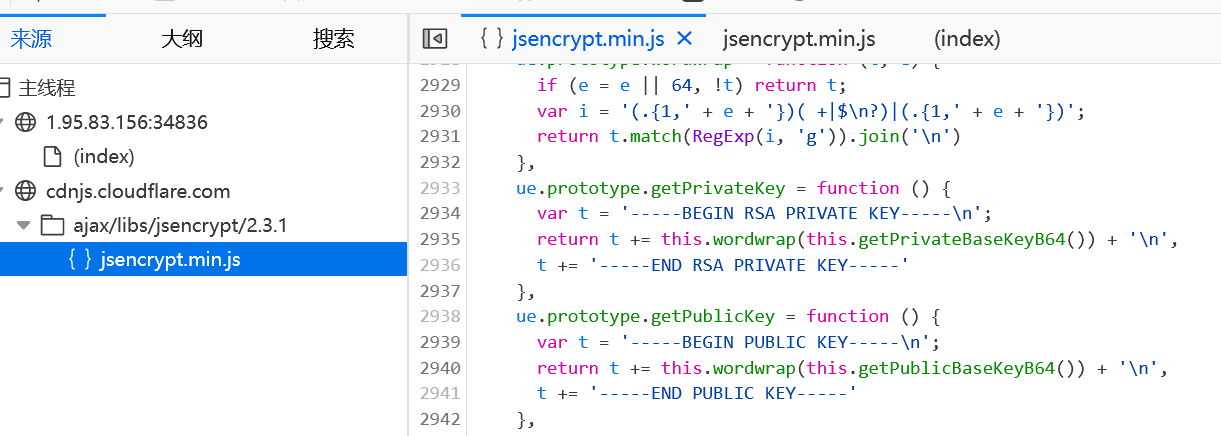 来源 大纲 搜索
主线程
1.95.83.156:34836
(index)
cdnjs.cloudflare.com
ajax/libs/jsencrypt/2.3.1
{ } jsencrypt.min.js
{ } jsencrypt.min.js × jsencrypt.min.js (index)
2929 if (e = e || 64, !t) return t;
2930 var i = '(.{1,' + e + '})( +|$\n?)|(.{1,' + e + '})';
2931 return t.match(RegExp(i, 'g')).join('\n')
2932 },
2933 ue.prototype.getPrivateKey = function () {
2934 var t = '-----BEGIN RSA PRIVATE KEY-----\n';
2935 return t += this.wordwrap(this.getPrivateBaseKeyB64()) + '\n',
2936 t += '-----END RSA PRIVATE KEY-----'
2937 },
2938 ue.prototype.getPublicKey = function () {
2939 var t = '-----BEGIN PUBLIC KEY-----\n';
2940 return t += this.wordwrap(this.getPublicBaseKeyB64()) + '\n',
2941 t += '-----END PUBLIC KEY-----'
2942 },